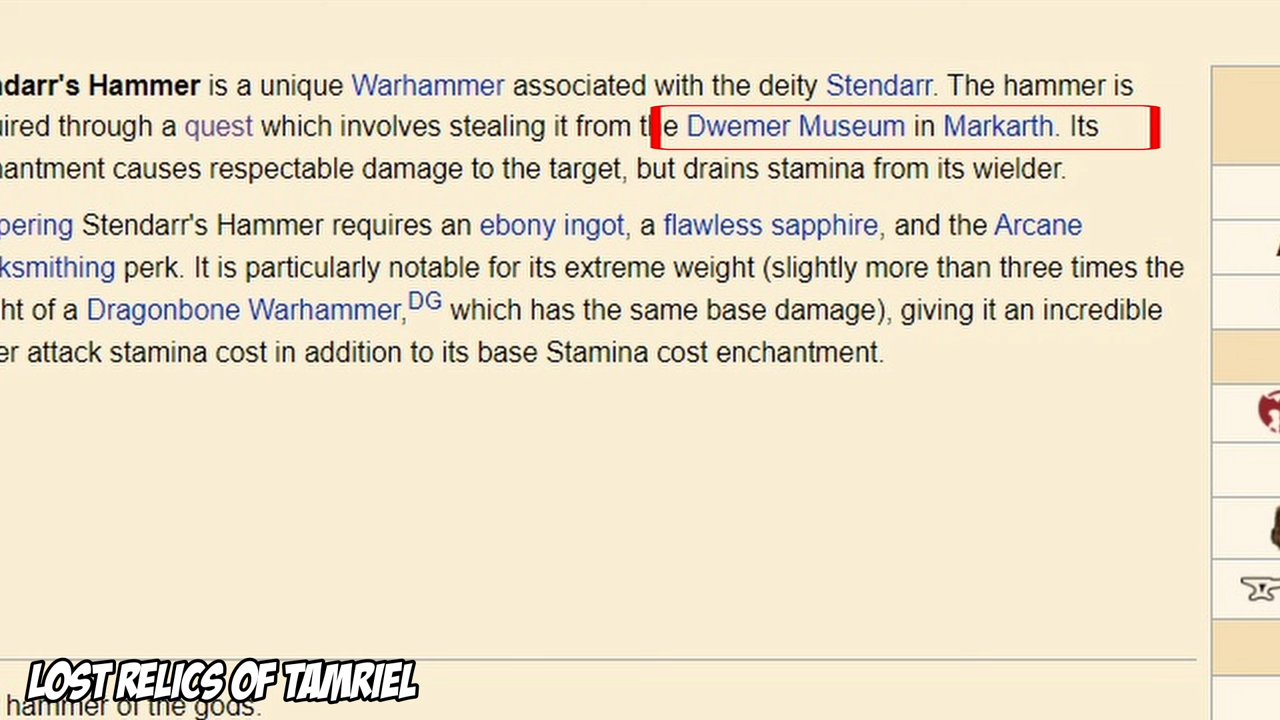 ndarr's Hammer is a unique Warhammer associated with the deity Stendarr. The hammer is
uired through a quest which involves stealing it from the Dwemer Museum in Markarth. Its
hantment causes respectable damage to the target, but drains stamina from its wielder.
pering Stendarr's Hammer requires an ebony ingot, a flawless sapphire, and the Arcane
ksmithing perk. It is particularly notable for its extreme weight (slightly more than three times the
ht of a Dragonbone Warhammer,DG which has the same base damage), giving it an incredible
er attack stamina cost in addition to its base Stamina cost enchantment.
LOST RELICS OF TAMRIEL
hammer of the gods.